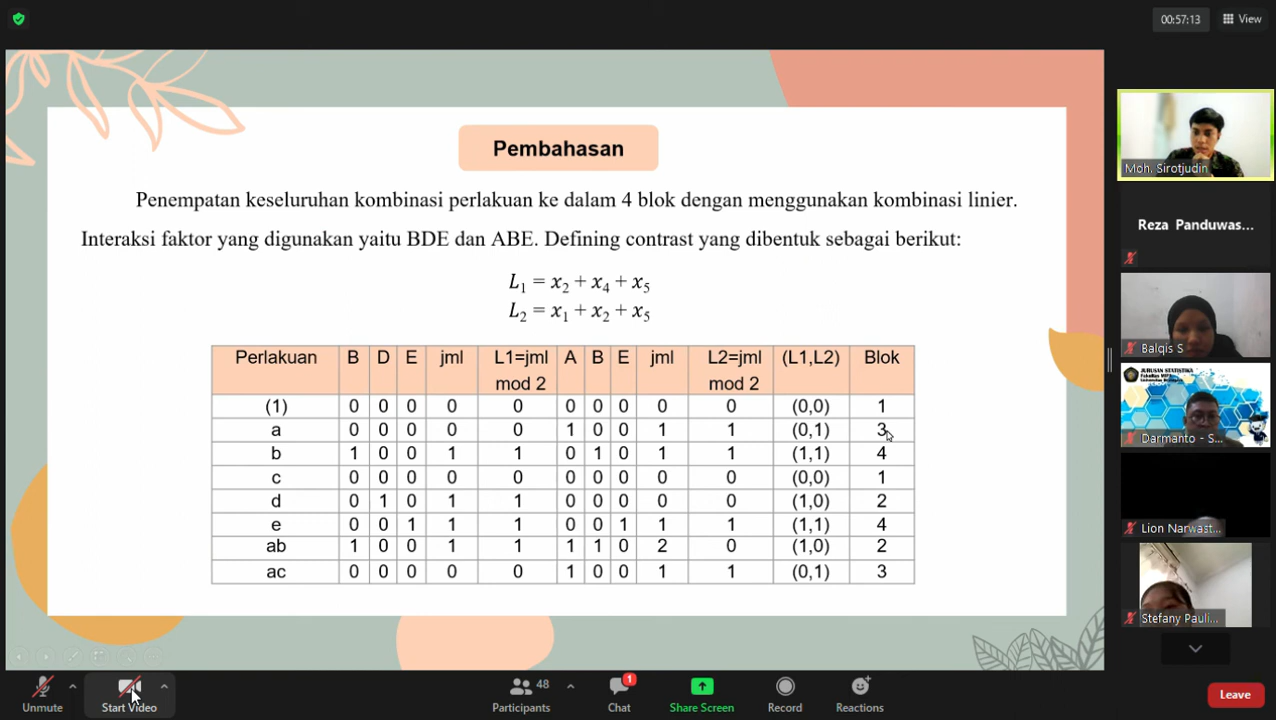 00:57:13
View
Pembahasan
Penempatan keseluruhan kombinasi perlakuan ke dalam 4 blok dengan menggunakan kombinasi linier.
Interaksi faktor yang digunakan yaitu BDE dan ABE. Defining contrast yang dibentuk sebagai berikut:
L₁ = x₂ + x₄ + x₅
L₂ = x₁ + x₂ + x₅
Perlakuan B D E jml L1=jml mod 2 A B E jml L2=jml mod 2 (L1,L2) Blok
(1) 0 0 0 0 0 0 0 0 0 0 (0,0) 1
a 0 0 0 0 0 1 0 0 1 1 (0,1) 3
b 1 0 0 1 1 0 1 0 1 1 (1,1) 4
c 0 0 0 0 0 0 0 0 0 0 (0,0) 1
d 0 1 0 1 1 0 0 0 0 0 (1,0) 2
e 0 0 1 1 1 0 0 1 1 1 (1,1) 4
ab 1 0 0 1 1 1 1 0 2 0 (1,0) 2
ac 0 0 0 0 0 1 0 0 1 1 (0,1) 3
Moh. Sirotjudin
Reza Panduwas...
Balqis S
JURUSAN STATISTIKA
Darmanto - S...
Lion Narwast...
Stefany Pauli...
Unmute
Start Video
48
Participants
1
Chat
Share Screen
Record
Reactions
Leave